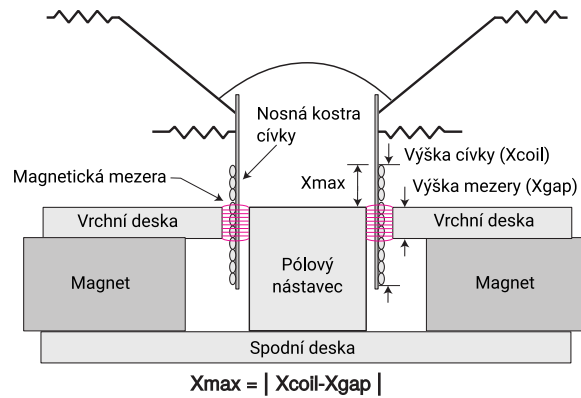 Nosná kostra
cívky
Magnetická mezera
Xmax
Výška cívky (Xcoil)
Výška mezery (Xgap)
Vrchní deska
Vrchní deska
Magnet
Pólový
nástavec
Magnet
Spodní deska
Xmax = | Xcoil-Xgap |